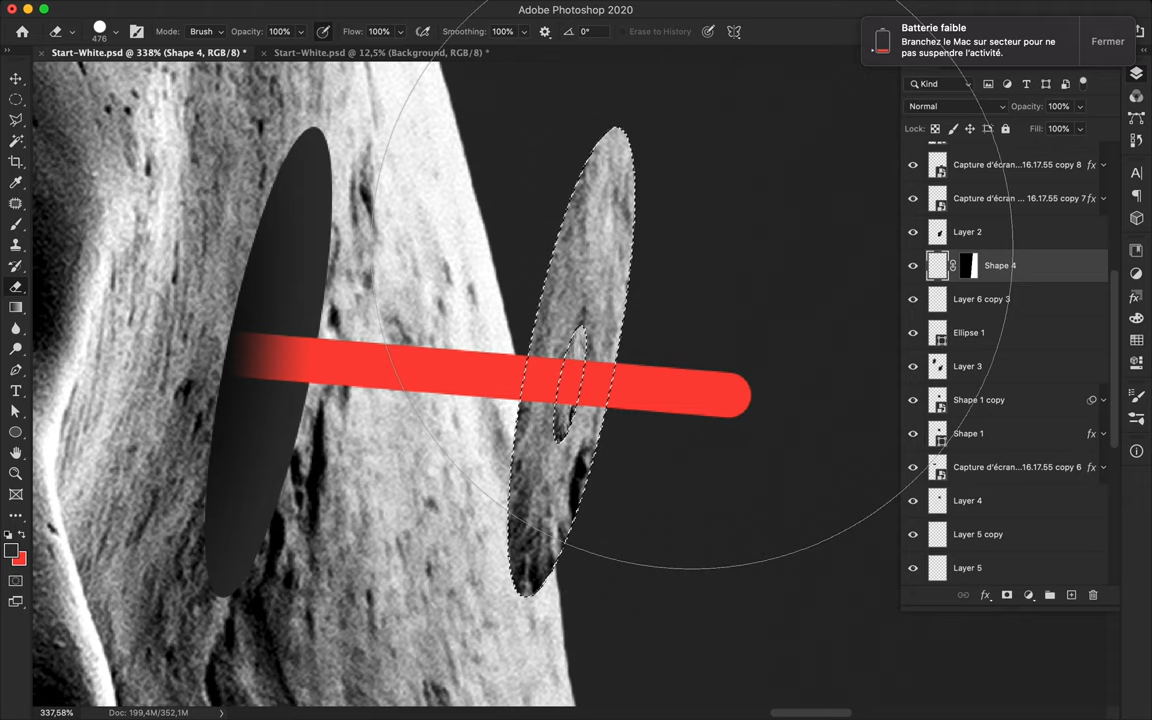 Adobe Photoshop 2020
476
Mode: Brush
Opacity: 100%
Flow: 100%
Smoothing: 100%
0°
Erase to History
Start-White.psd @ 338% (Shape 4, RGB/8) *
Start-White.psd @ 12,5% (Background, RGB/8) *
Batterie faible
Branchez le Mac sur secteur pour ne
pas suspendre l'activité.
Fermer
Kind
Normal
Opacity: 100%
Lock:
Fill: 100%
Capture d'écran...16.17.55 copy 8 fx
Capture d'écran ... 16.17.55 copy 7 fx
Layer 2
Shape 4
Layer 6 copy 3
Ellipse 1
Layer 3
Shape 1 copy
Shape 1 fx
Capture d'écran...16.17.55 copy 6 fx
Layer 4
Layer 5 copy
Layer 5
fx
337,58%
Doc: 199,4M/352,1M